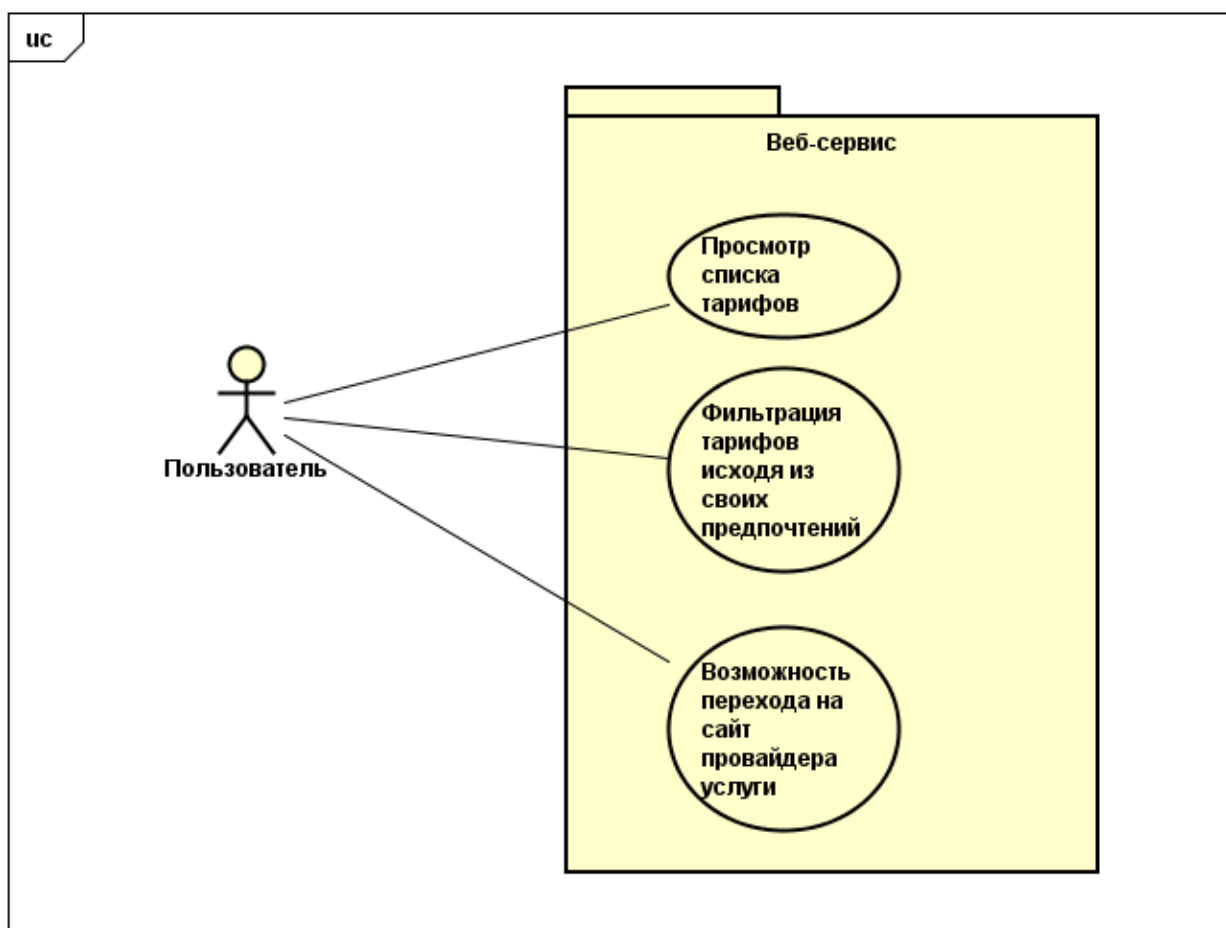 uc
Веб-сервис
Просмотр
списка
тарифов
Фильтрация
тарифов
исходя из
своих
предпочтений
Пользователь
Возможность
перехода на
сайт
провайдера
услуги